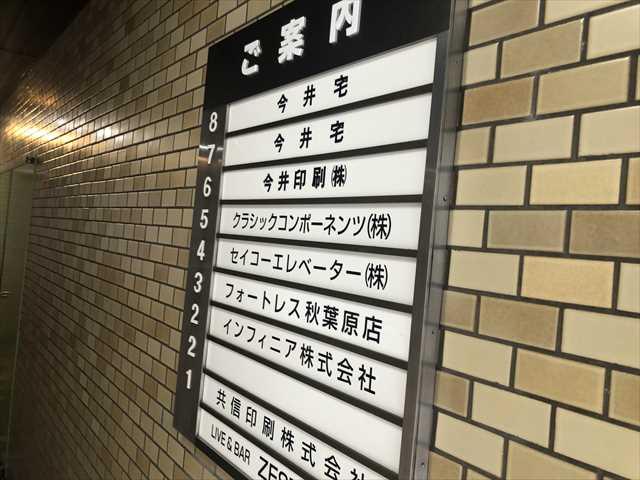 ご案内
8 今井宅
7 今井宅
6 今井印刷㈱
5 クラシックコンポーネンツ(株)
4 セイコーエレベーター(株)
3 フォートレス秋葉原店
2 インフィニア株式会社
2
1 共信印刷株式会
LIVE & BAR